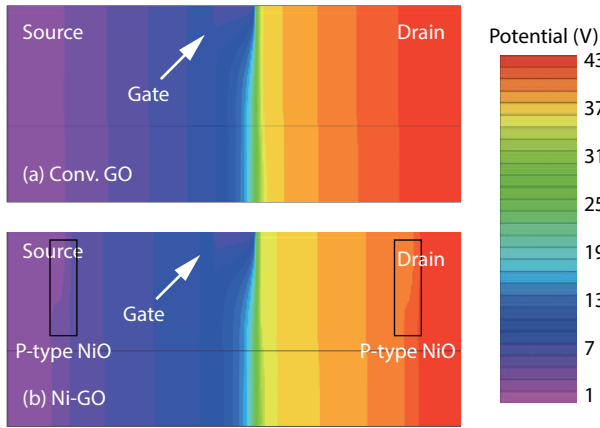 Source
Drain
Gate
(a) Conv. GO
Source
Drain
Gate
P-type NiO
P-type NiO
(b) Ni-GO
Potential (V)
43
37
31
25
19
13
7
1